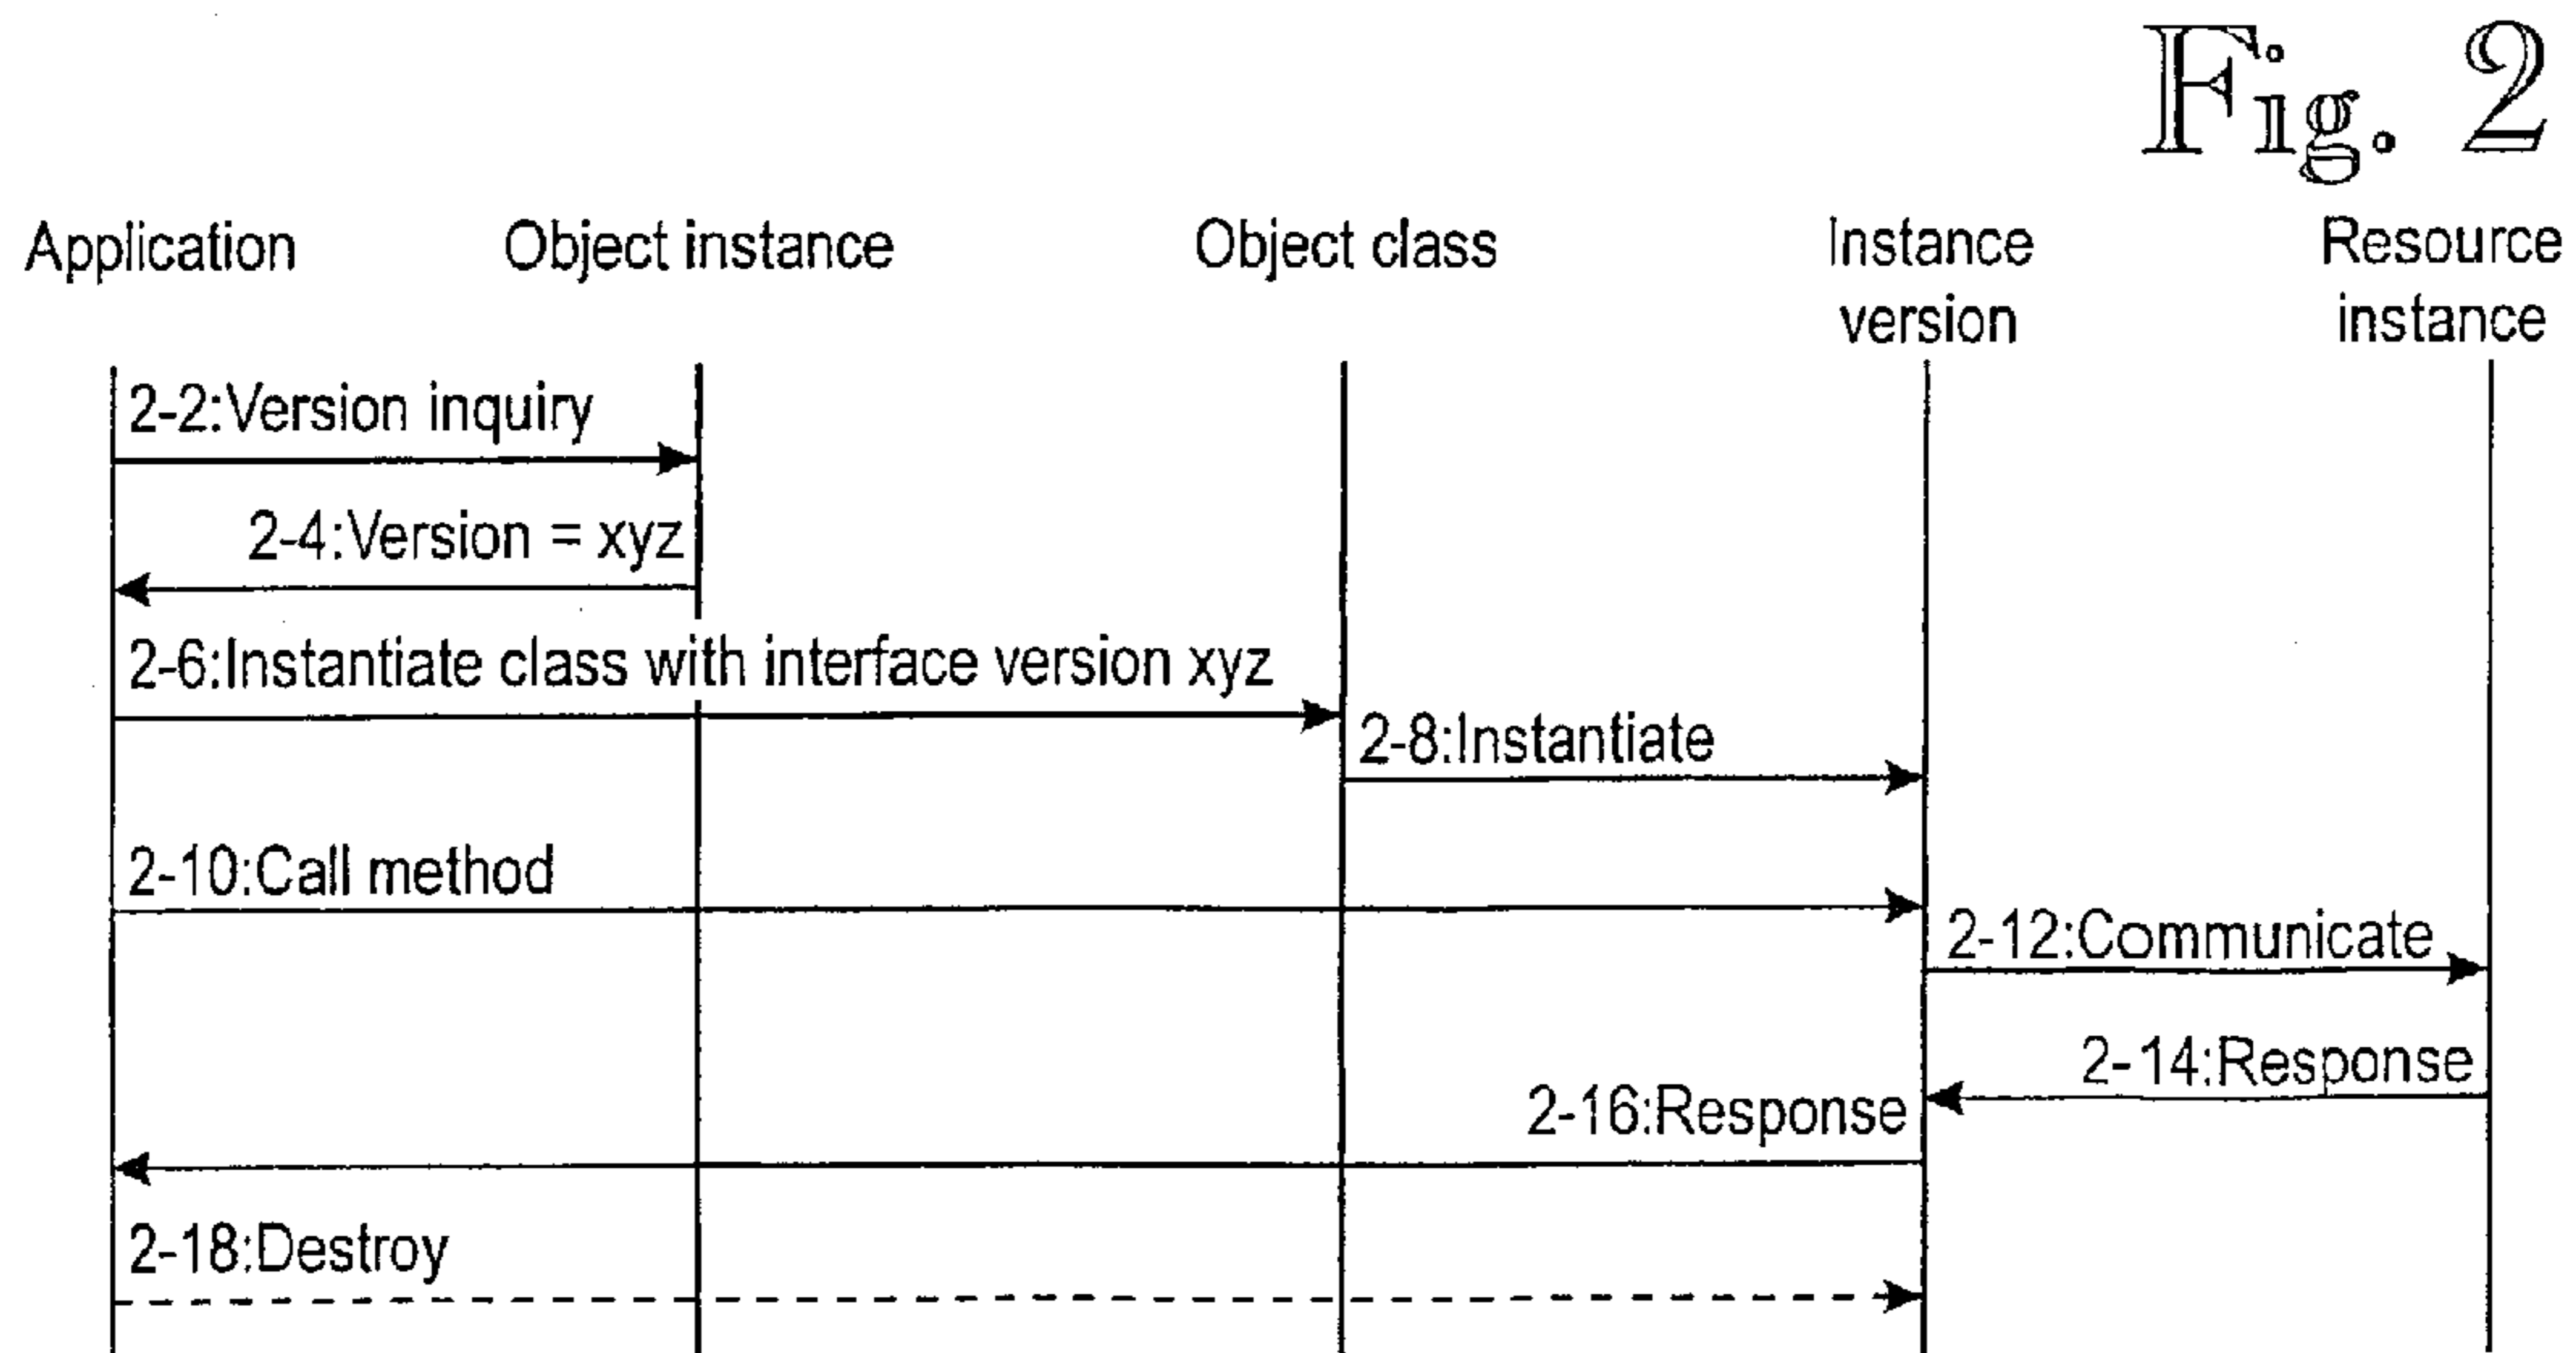 Fig. 2
Application
Object instance
Object class
Instance
version
Resource
instance
2-2:Version inquiry
2-4:Version = xyz
2-6:Instantiate class with interface version xyz
2-8:Instantiate
2-10:Call method
2-12:Communicate
2-14:Response
2-16:Response
2-18:Destroy